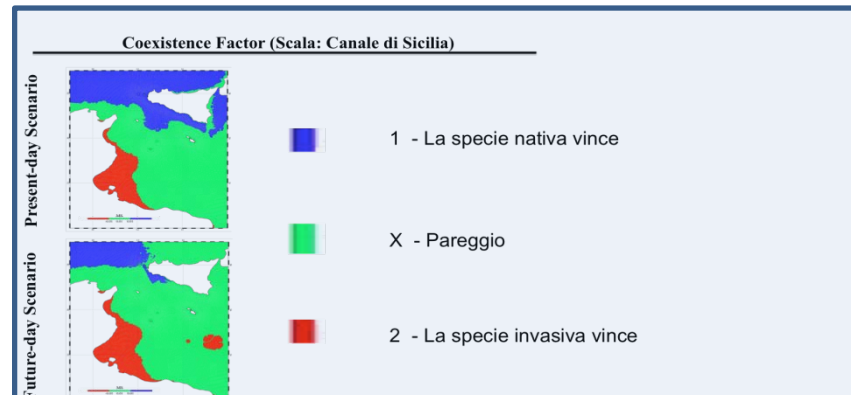 Coexistence Factor (Scala: Canale di Sicilia)
Present-day Scenario
1 - La specie nativa vince
X - Pareggio
Future-day Scenario
2 - La specie invasiva vince